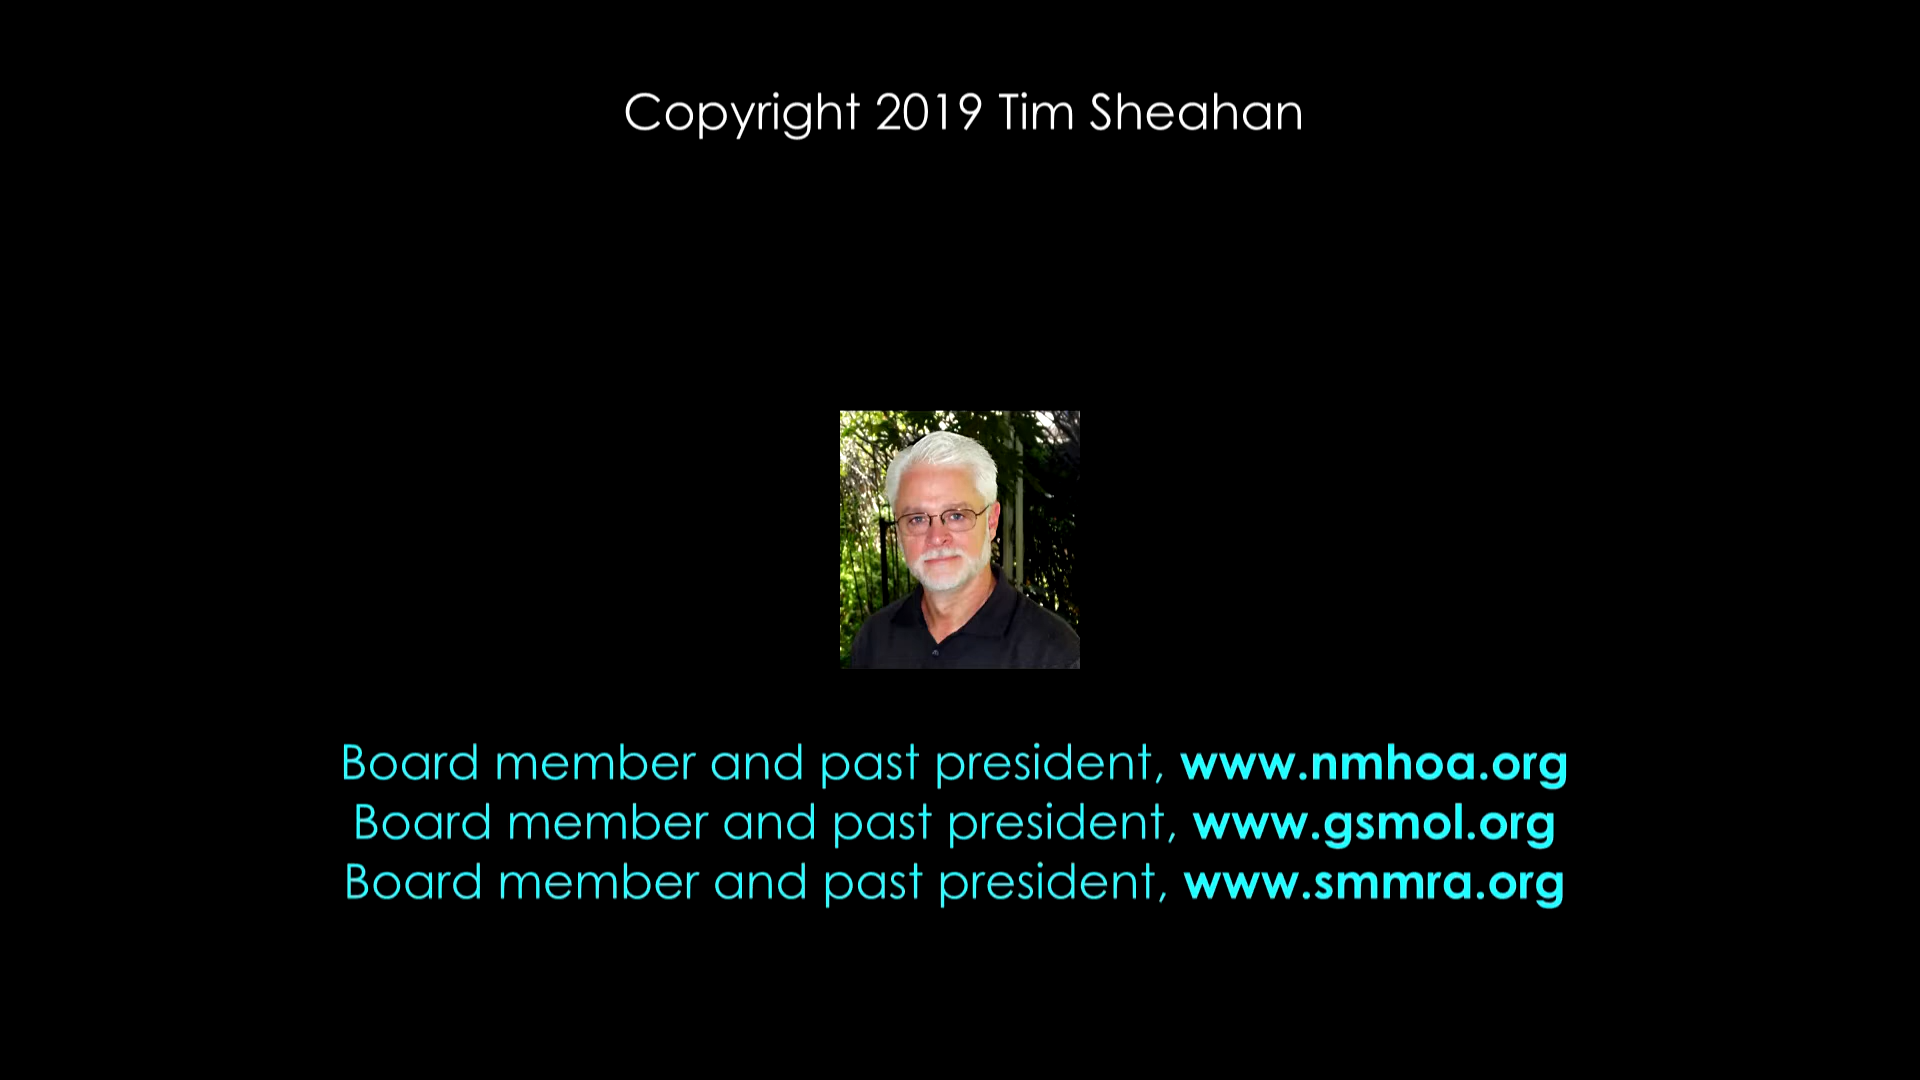 Copyright 2019 Tim Sheahan
Board member and past president, www.nmhoa.org
Board member and past president, www.gsmol.org
Board member and past president, www.smmra.org